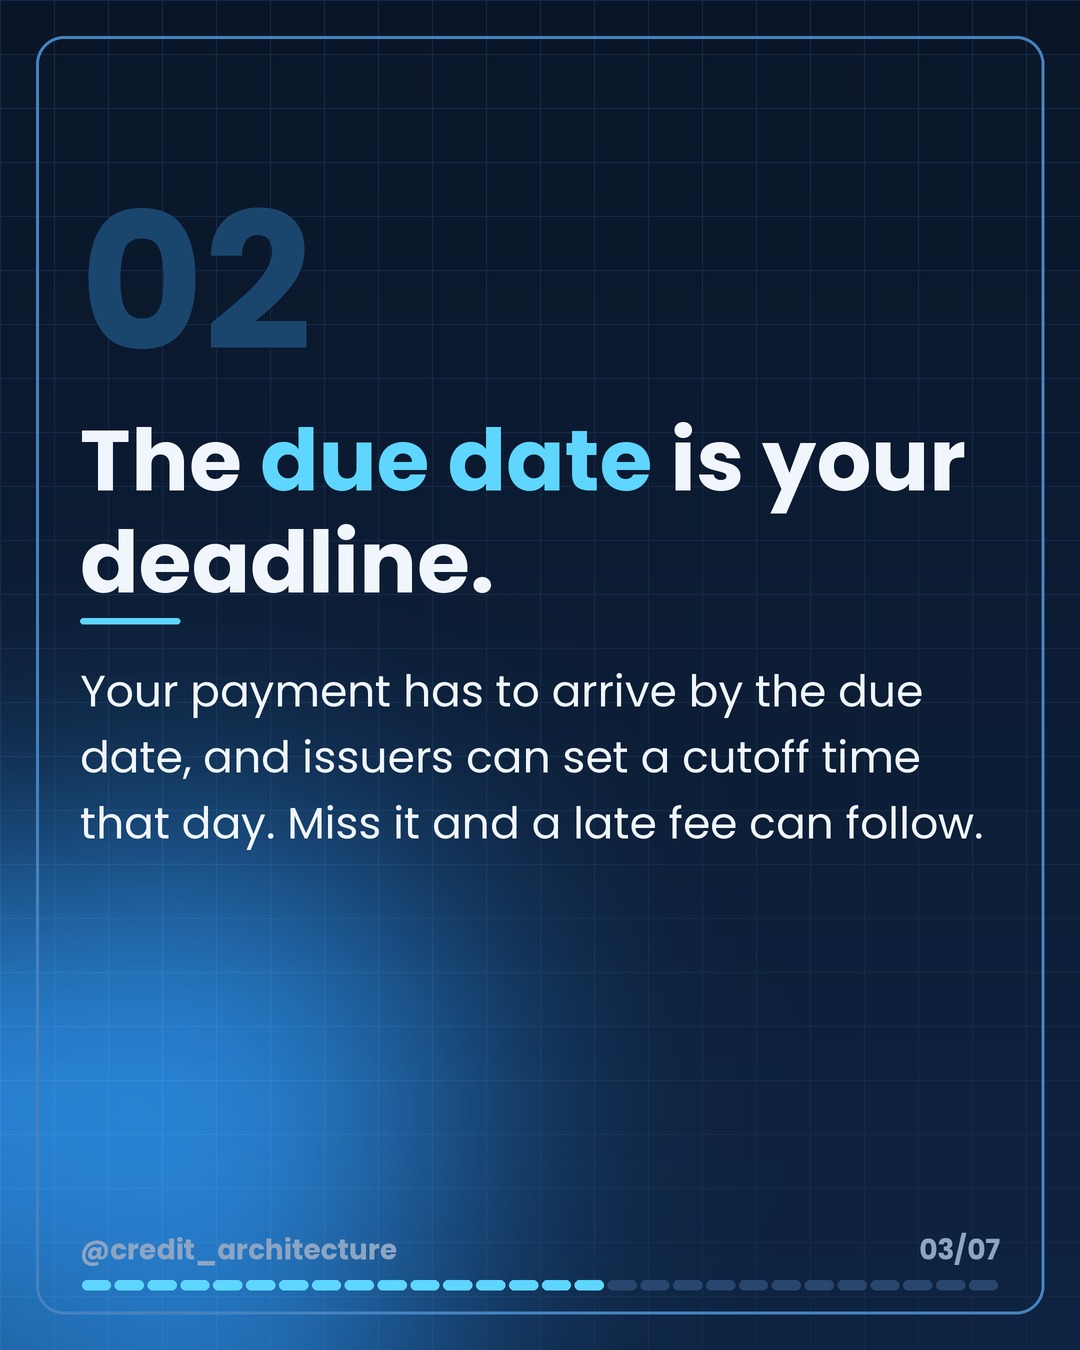 02
The due date is your
deadline.
Your payment has to arrive by the due
date, and issuers can set a cutoff time
that day. Miss it and a late fee can follow.
@credit_architecture
03/07